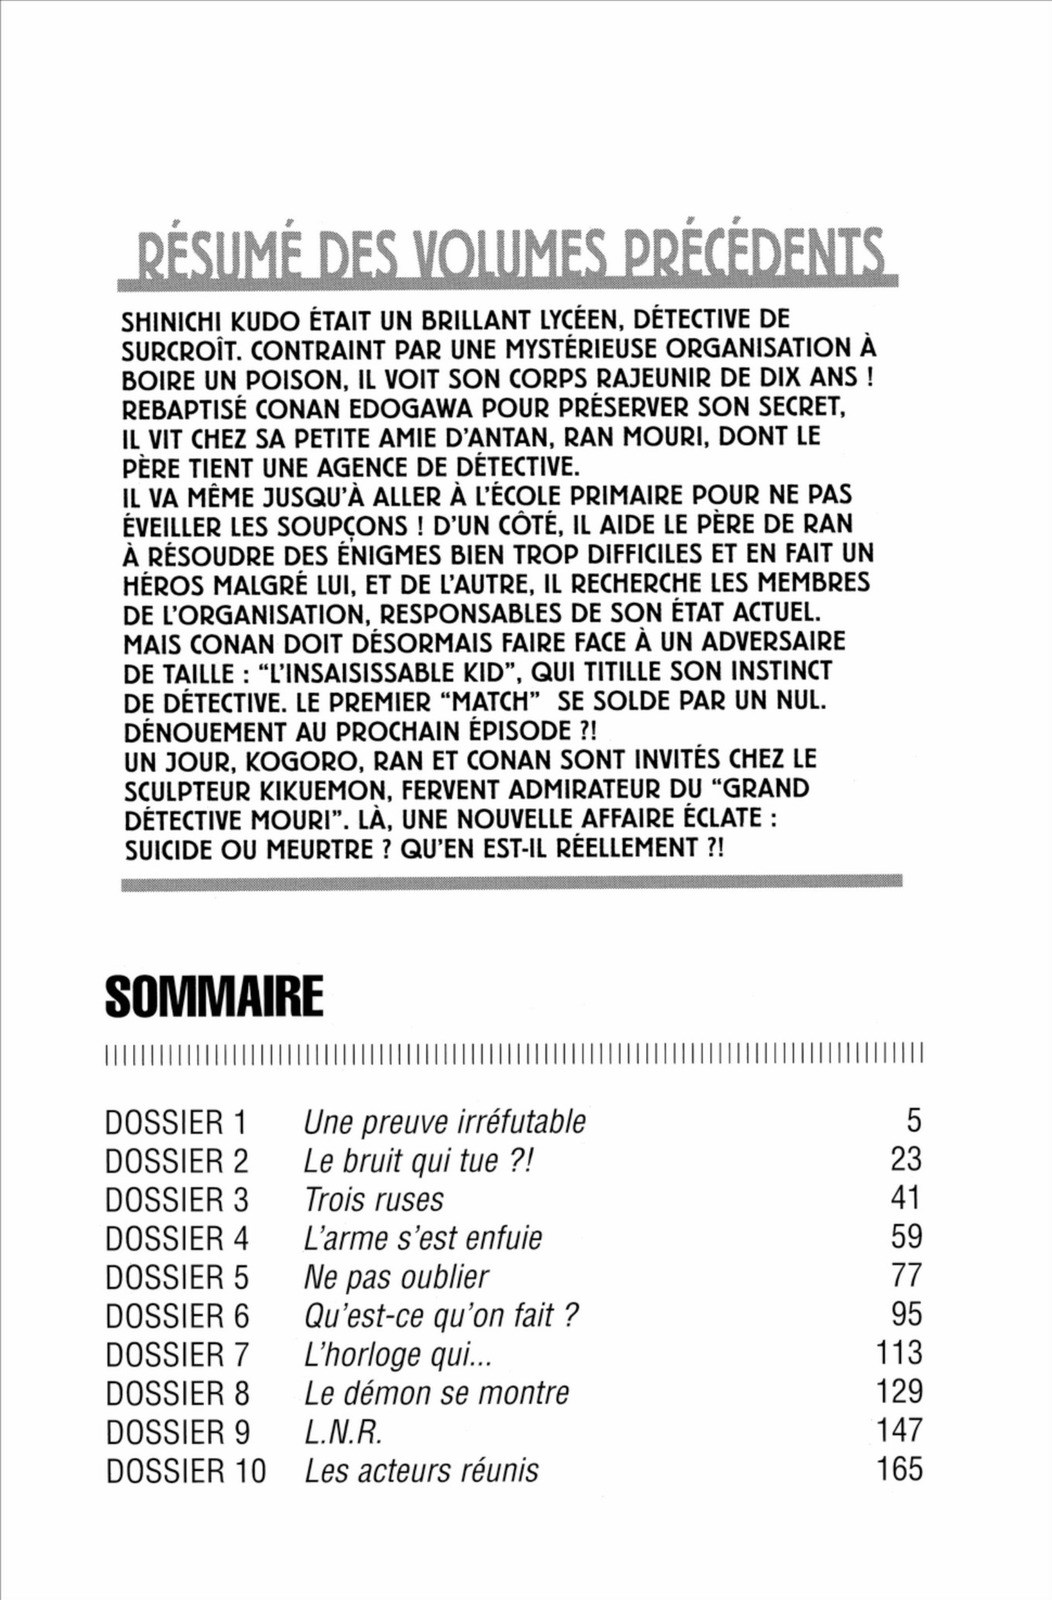 RÉSUMÉ DES VOLUMES PRÉCÉDENTS
SHINICHI KUDO ÉTAIT UN BRILLANT LYCÉEN, DÉTECTIVE DE
SURCROÎT. CONTRAINT PAR UNE MYSTÉRIEUSE ORGANISATION À
BOIRE UN POISON, IL VOIT SON CORPS RAJEUNIR DE DIX ANS !
REBAPTISÉ CONAN EDOGAWA POUR PRÉSERVER SON SECRET,
IL VIT CHEZ SA PETITE AMIE D'ANTAN, RAN MOURI, DONT LE
PÈRE TIENT UNE AGENCE DE DÉTECTIVE.
IL VA MÊME JUSQU'À ALLER À L'ÉCOLE PRIMAIRE POUR NE PAS
ÉVEILLER LES SOUPÇONS ! D'UN CÔTÉ, IL AIDE LE PÈRE DE RAN
À RÉSOUDRE DES ÉNIGMES BIEN TROP DIFFICILES ET EN FAIT UN
HÉROS MALGRÉ LUI, ET DE L'AUTRE, IL RECHERCHE LES MEMBRES
DE L'ORGANISATION, RESPONSABLES DE SON ÉTAT ACTUEL.
MAIS CONAN DOIT DÉSORMAIS FAIRE FACE À UN ADVERSAIRE
DE TAILLE : “L'INSAISISSABLE KID”, QUI TITILLE SON INSTINCT
DE DÉTECTIVE. LE PREMIER “MATCH” SE SOLDE PAR UN NUL.
DÉNOUEMENT AU PROCHAIN ÉPISODE ?!
UN JOUR, KOGORO, RAN ET CONAN SONT INVITÉS CHEZ LE
SCULPTEUR KIKUEMON, FERVENT ADMIRATEUR DU “GRAND
DÉTECTIVE MOURI”. LÀ, UNE NOUVELLE AFFAIRE ÉCLATE :
SUICIDE OU MEURTRE ? QU'EN EST-IL RÉELLEMENT ?!
SOMMAIRE
DOSSIER 1 Une preuve irréfutable 5
DOSSIER 2 Le bruit qui tue ?! 23
DOSSIER 3 Trois ruses 41
DOSSIER 4 L'arme s'est enfuie 59
DOSSIER 5 Ne pas oublier 77
DOSSIER 6 Qu'est-ce qu'on fait ? 95
DOSSIER 7 L'horloge qui... 113
DOSSIER 8 Le démon se montre 129
DOSSIER 9 L.N.R. 147
DOSSIER 10 Les acteurs réunis 165